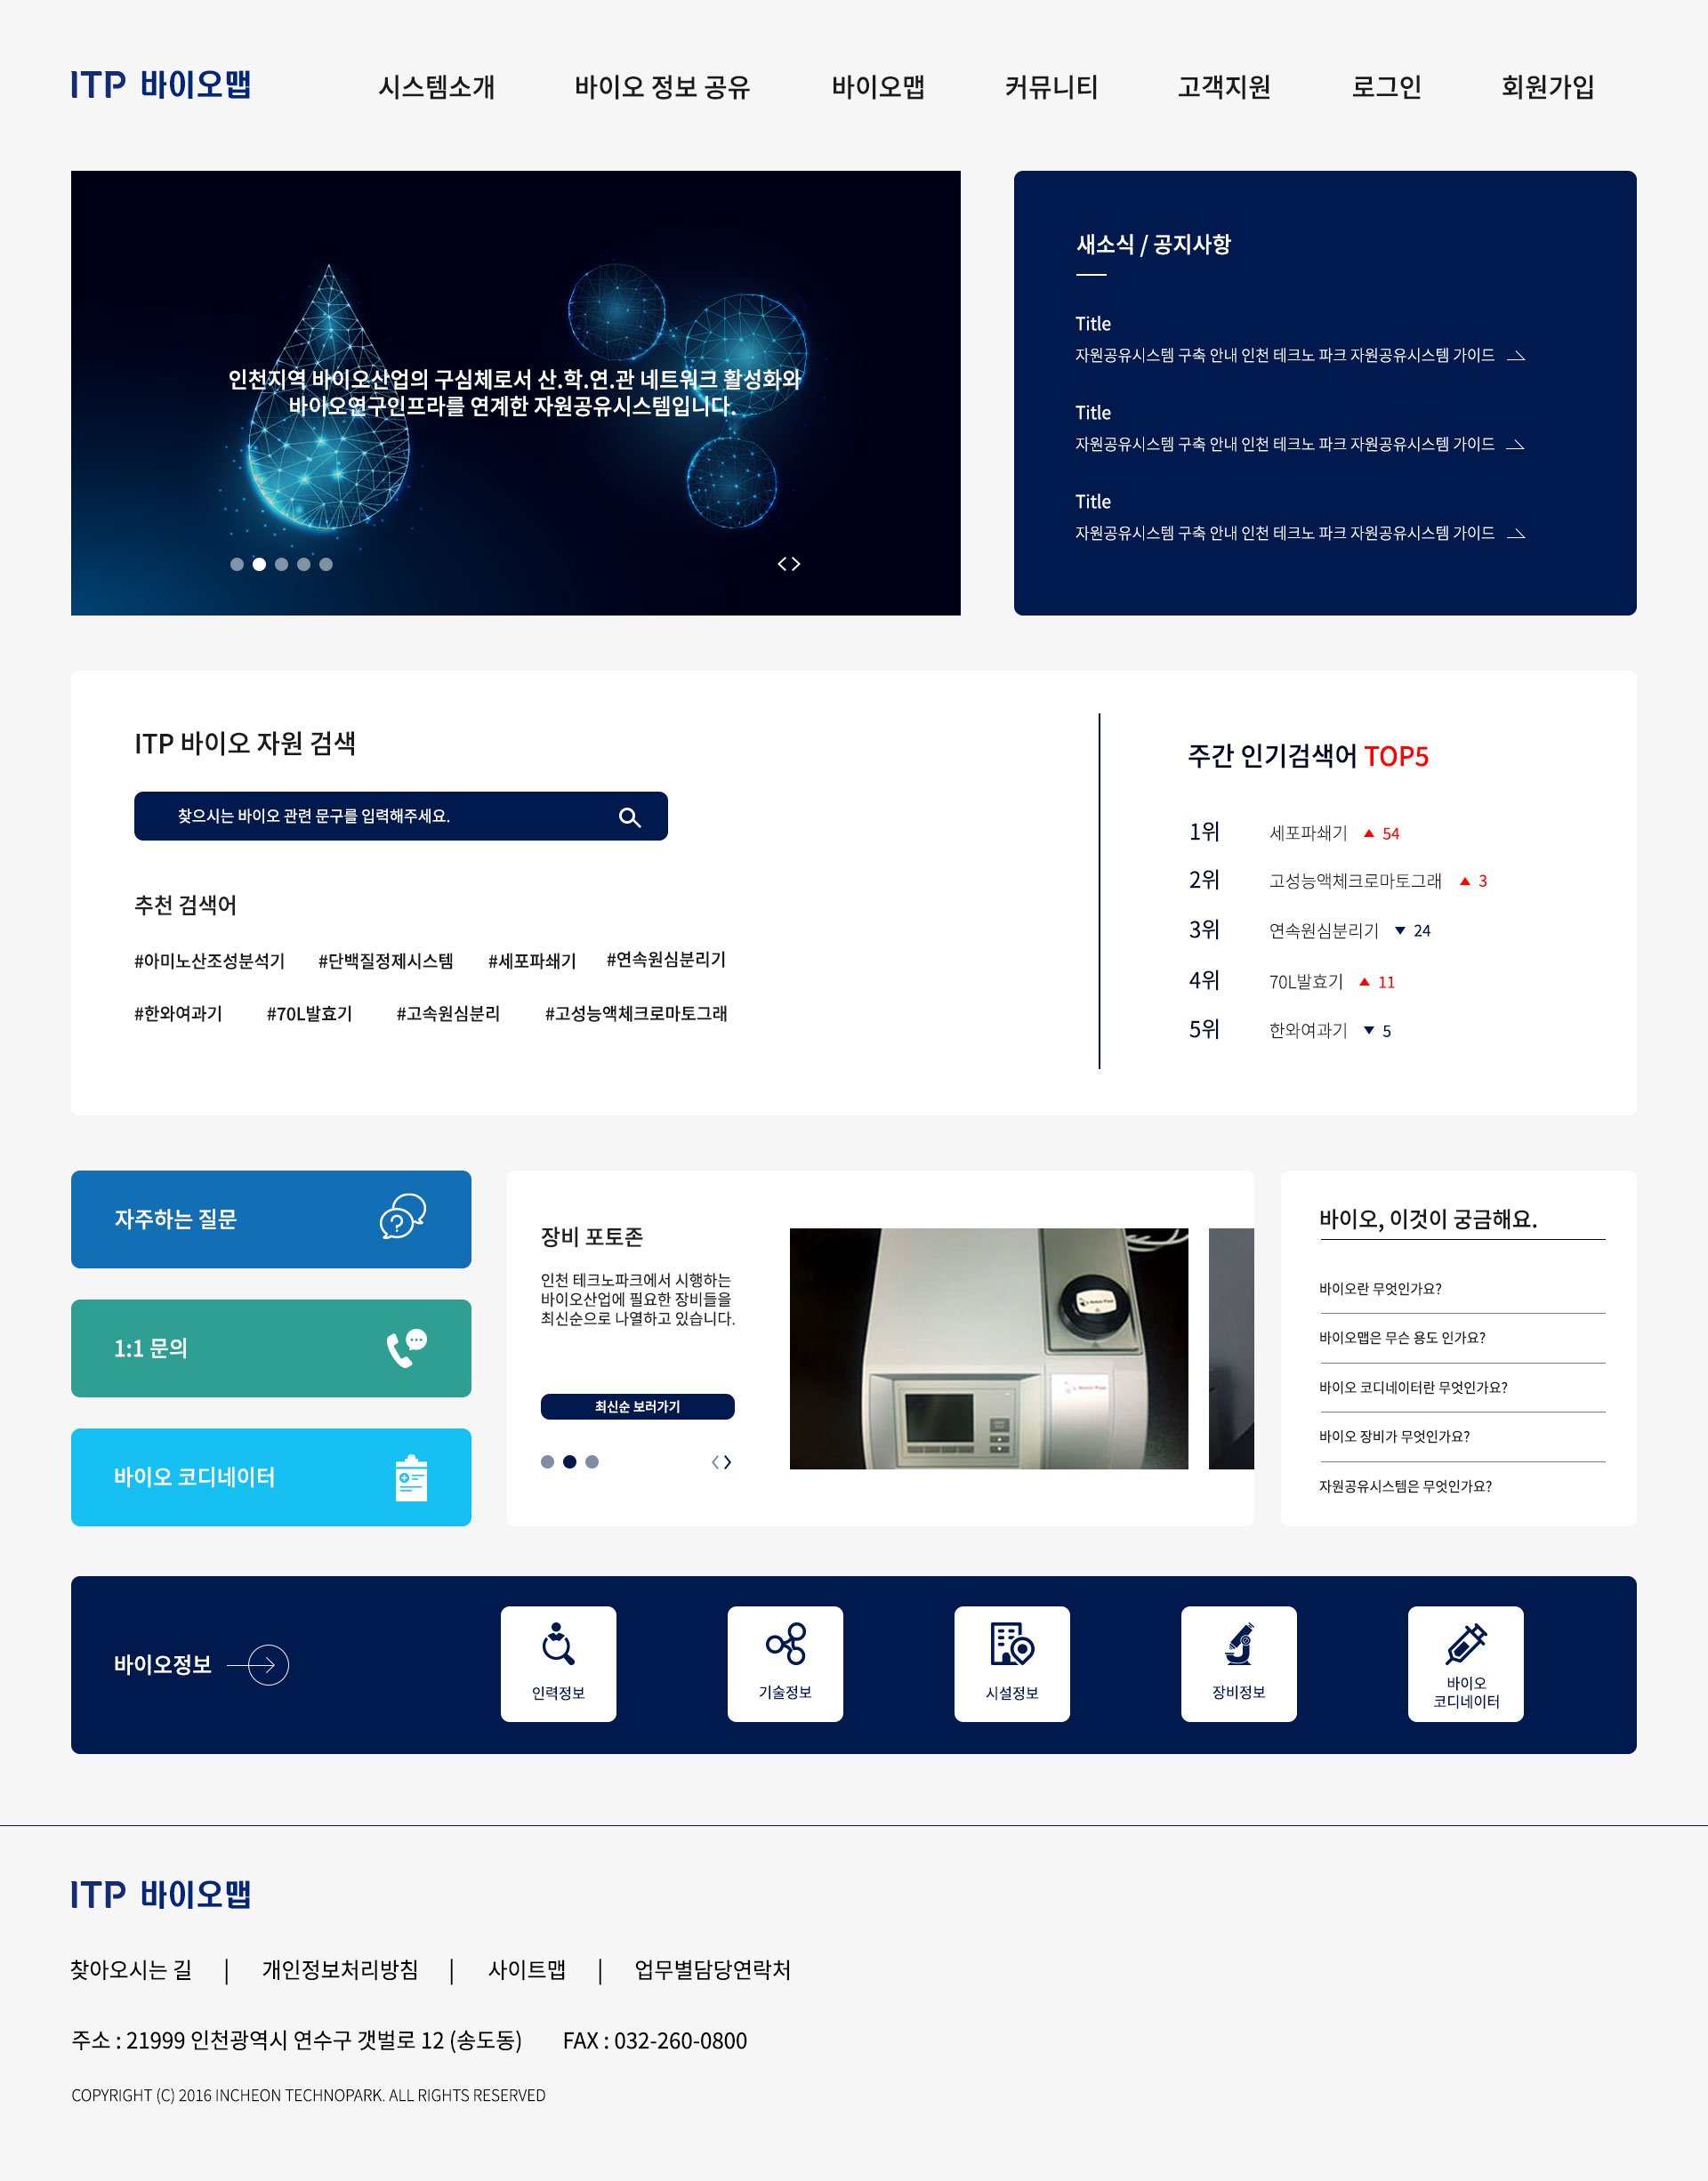 ITP 바이오맵
시스템소개
바이오 정보 공유
바이오맵
커뮤니티
고객지원
로그인
회원가입
인천지역 바이오산업의 구심체로서 산.학.연.관 네트워크 활성화와
바이오연구인프라를 연계한 자원공유시스템입니다.
새소식 / 공지사항
Title
자원공유시스템 구축 안내 인천 테크노 파크 자원공유시스템 가이드
Title
자원공유시스템 구축 안내 인천 테크노 파크 자원공유시스템 가이드
Title
자원공유시스템 구축 안내 인천 테크노 파크 자원공유시스템 가이드
ITP 바이오 자원 검색
찾으시는 바이오 관련 문구를 입력해주세요.
추천 검색어
#아미노산조성분석기 #단백질정제시스템 #세포파쇄기 #연속원심분리기
#한와여과기 #70L발효기 #고속원심분리 #고성능액체크로마토그래
주간 인기검색어 TOP5
1위 세포파쇄기 ▲ 54
2위 고성능액체크로마토그래 ▲ 3
3위 연속원심분리기 ▼ 24
4위 70L발효기 ▲ 11
5위 한와여과기 ▼ 5
자주하는 질문
1:1 문의
바이오 코디네이터
장비 포토존
인천 테크노파크에서 시행하는
바이오산업에 필요한 장비들을
최신순으로 나열하고 있습니다.
최신순 보러가기
바이오, 이것이 궁금해요.
바이오란 무엇인가요?
바이오맵은 무슨 용도 인가요?
바이오 코디네이터란 무엇인가요?
바이오 장비가 무엇인가요?
자원공유시스템은 무엇인가요?
바이오정보
인력정보
기술정보
시설정보
장비정보
바이오
코디네이터
ITP 바이오맵
찾아오시는 길 | 개인정보처리방침 | 사이트맵 | 업무별담당연락처
주소 : 21999 인천광역시 연수구 갯벌로 12 (송도동) FAX : 032-260-0800
COPYRIGHT (C) 2016 INCHEON TECHNOPARK. ALL RIGHTS RESERVED